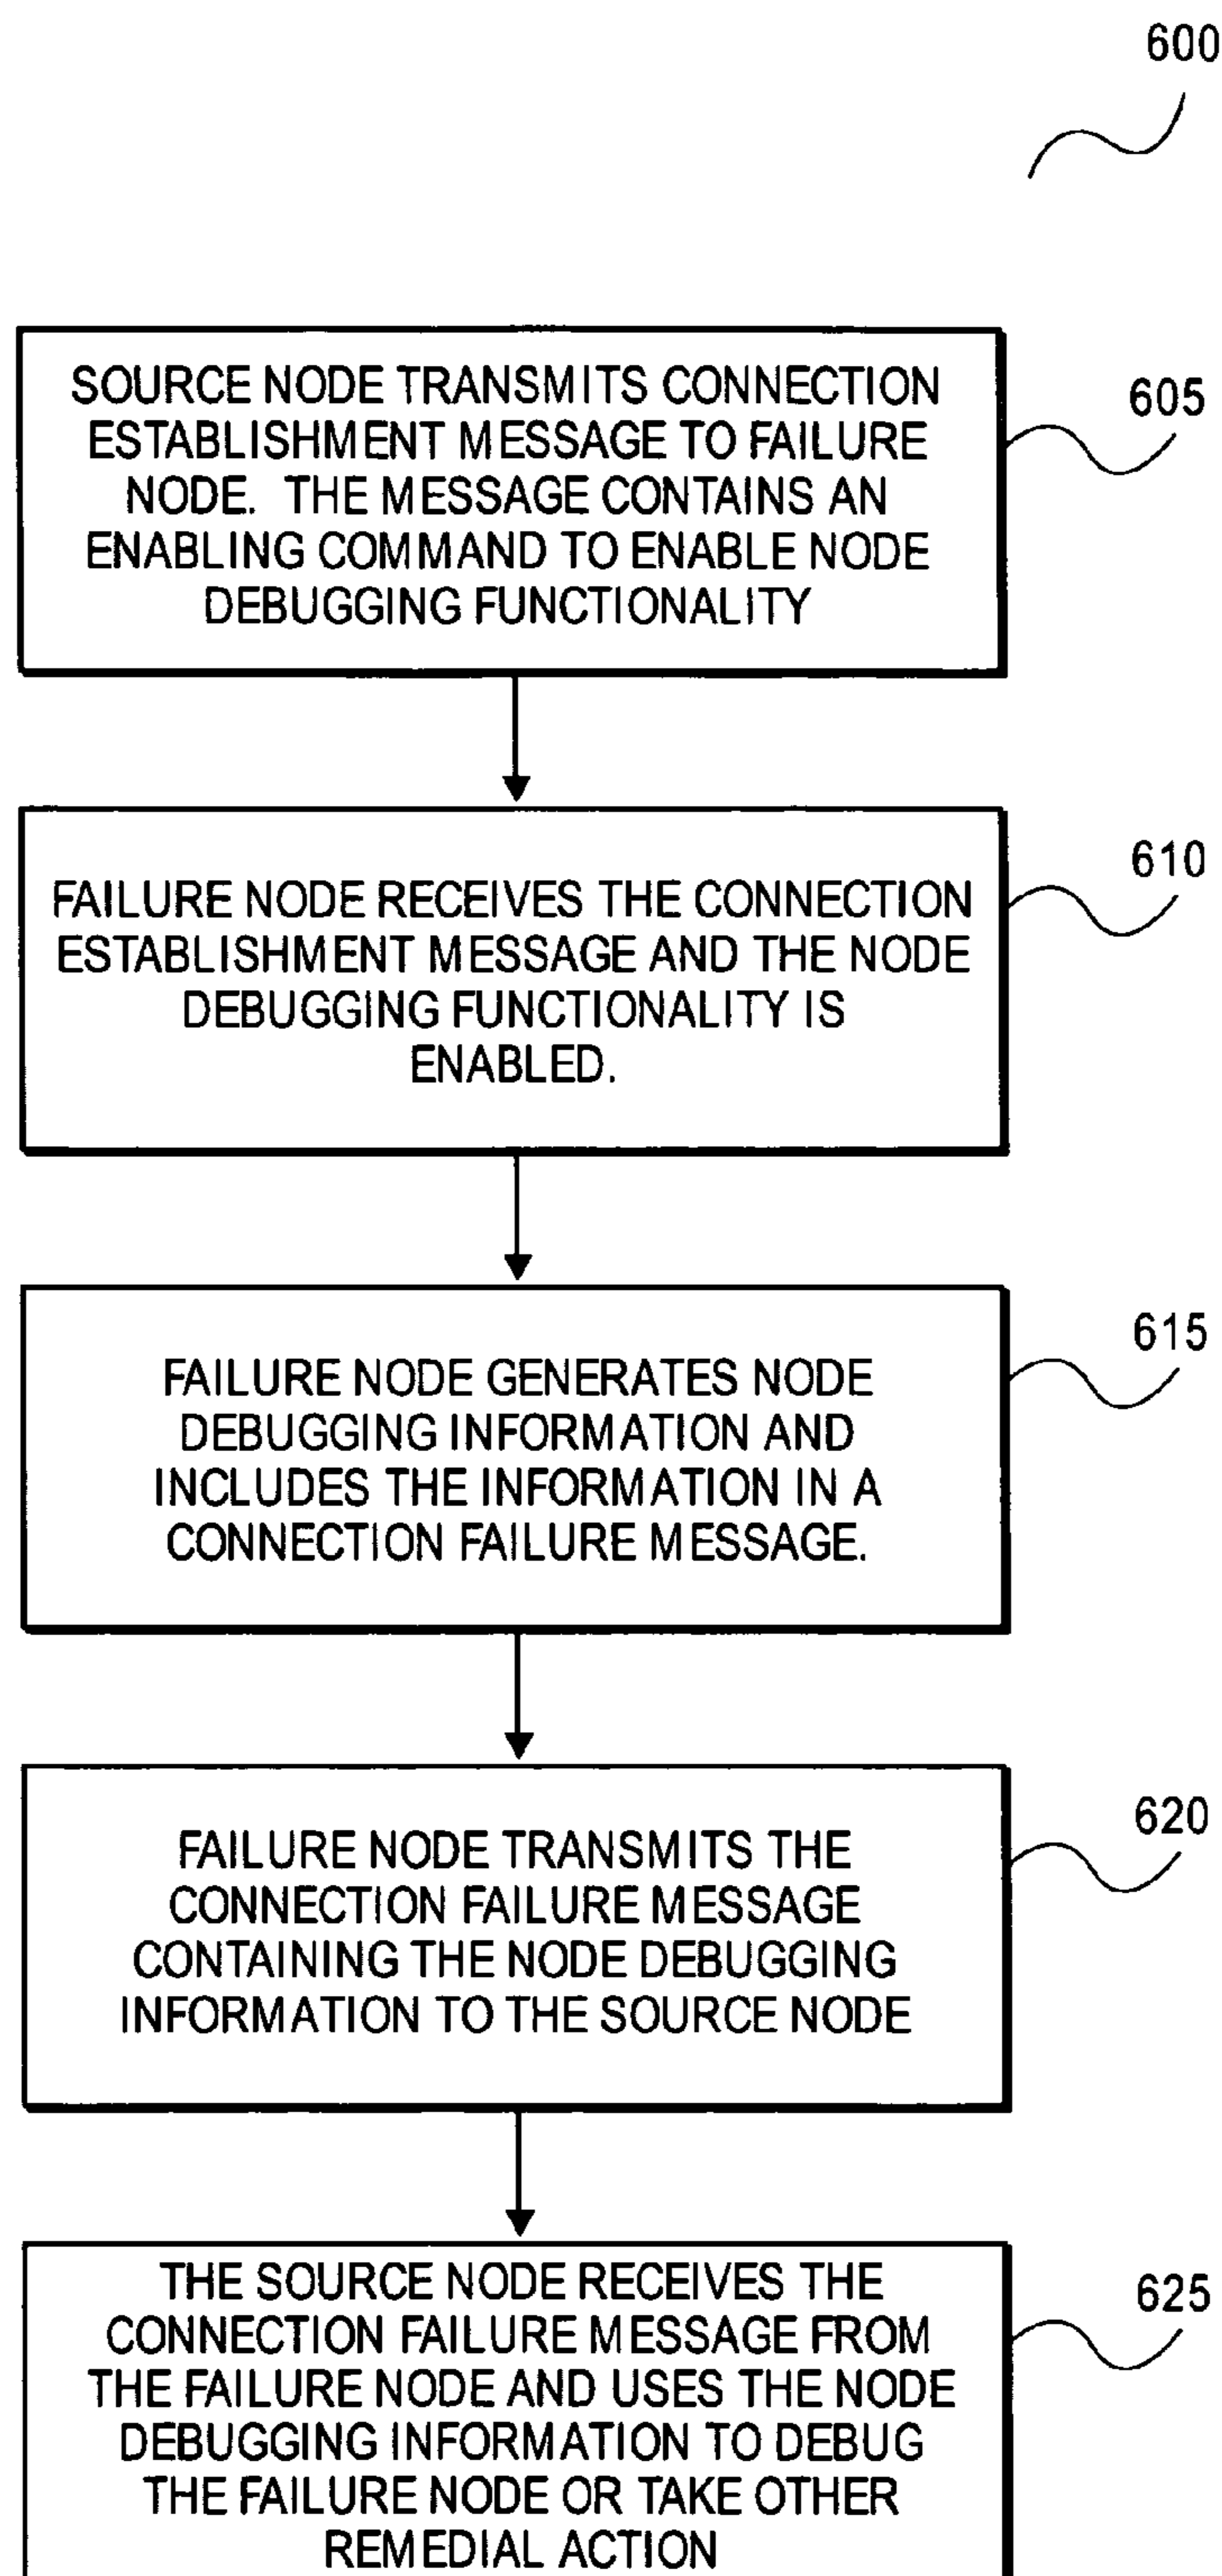 600
SOURCE NODE TRANSMITS CONNECTION
ESTABLISHMENT MESSAGE TO FAILURE
NODE. THE MESSAGE CONTAINS AN
ENABLING COMMAND TO ENABLE NODE
DEBUGGING FUNCTIONALITY
605
FAILURE NODE RECEIVES THE CONNECTION
ESTABLISHMENT MESSAGE AND THE NODE
DEBUGGING FUNCTIONALITY IS
ENABLED.
610
FAILURE NODE GENERATES NODE
DEBUGGING INFORMATION AND
INCLUDES THE INFORMATION IN A
CONNECTION FAILURE MESSAGE.
615
FAILURE NODE TRANSMITS THE
CONNECTION FAILURE MESSAGE
CONTAINING THE NODE DEBUGGING
INFORMATION TO THE SOURCE NODE
620
THE SOURCE NODE RECEIVES THE
CONNECTION FAILURE MESSAGE FROM
THE FAILURE NODE AND USES THE NODE
DEBUGGING INFORMATION TO DEBUG
THE FAILURE NODE OR TAKE OTHER
REMEDIAL ACTION
625